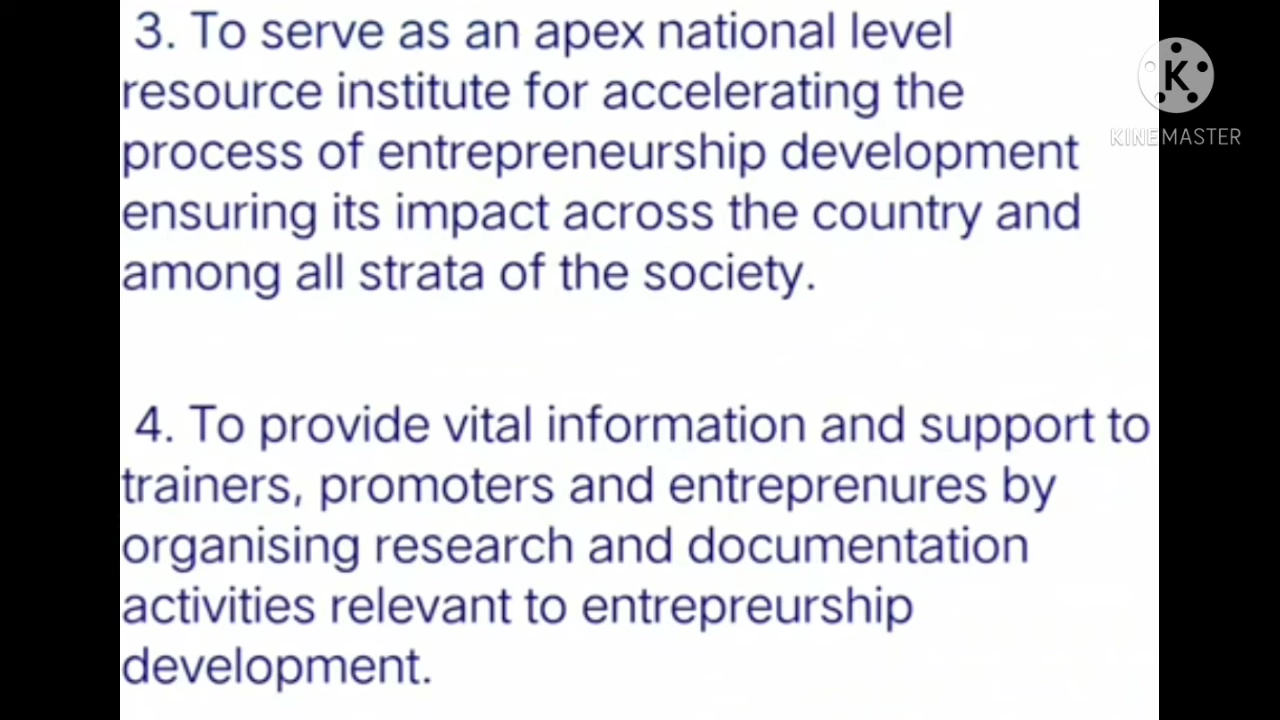 3. To serve as an apex national level
resource institute for accelerating the
process of entrepreneurship development
ensuring its impact across the country and
among all strata of the society.
4. To provide vital information and support to
trainers, promoters and entreprenures by
organising research and documentation
activities relevant to entrepreurship
development.
K
KINEMASTER